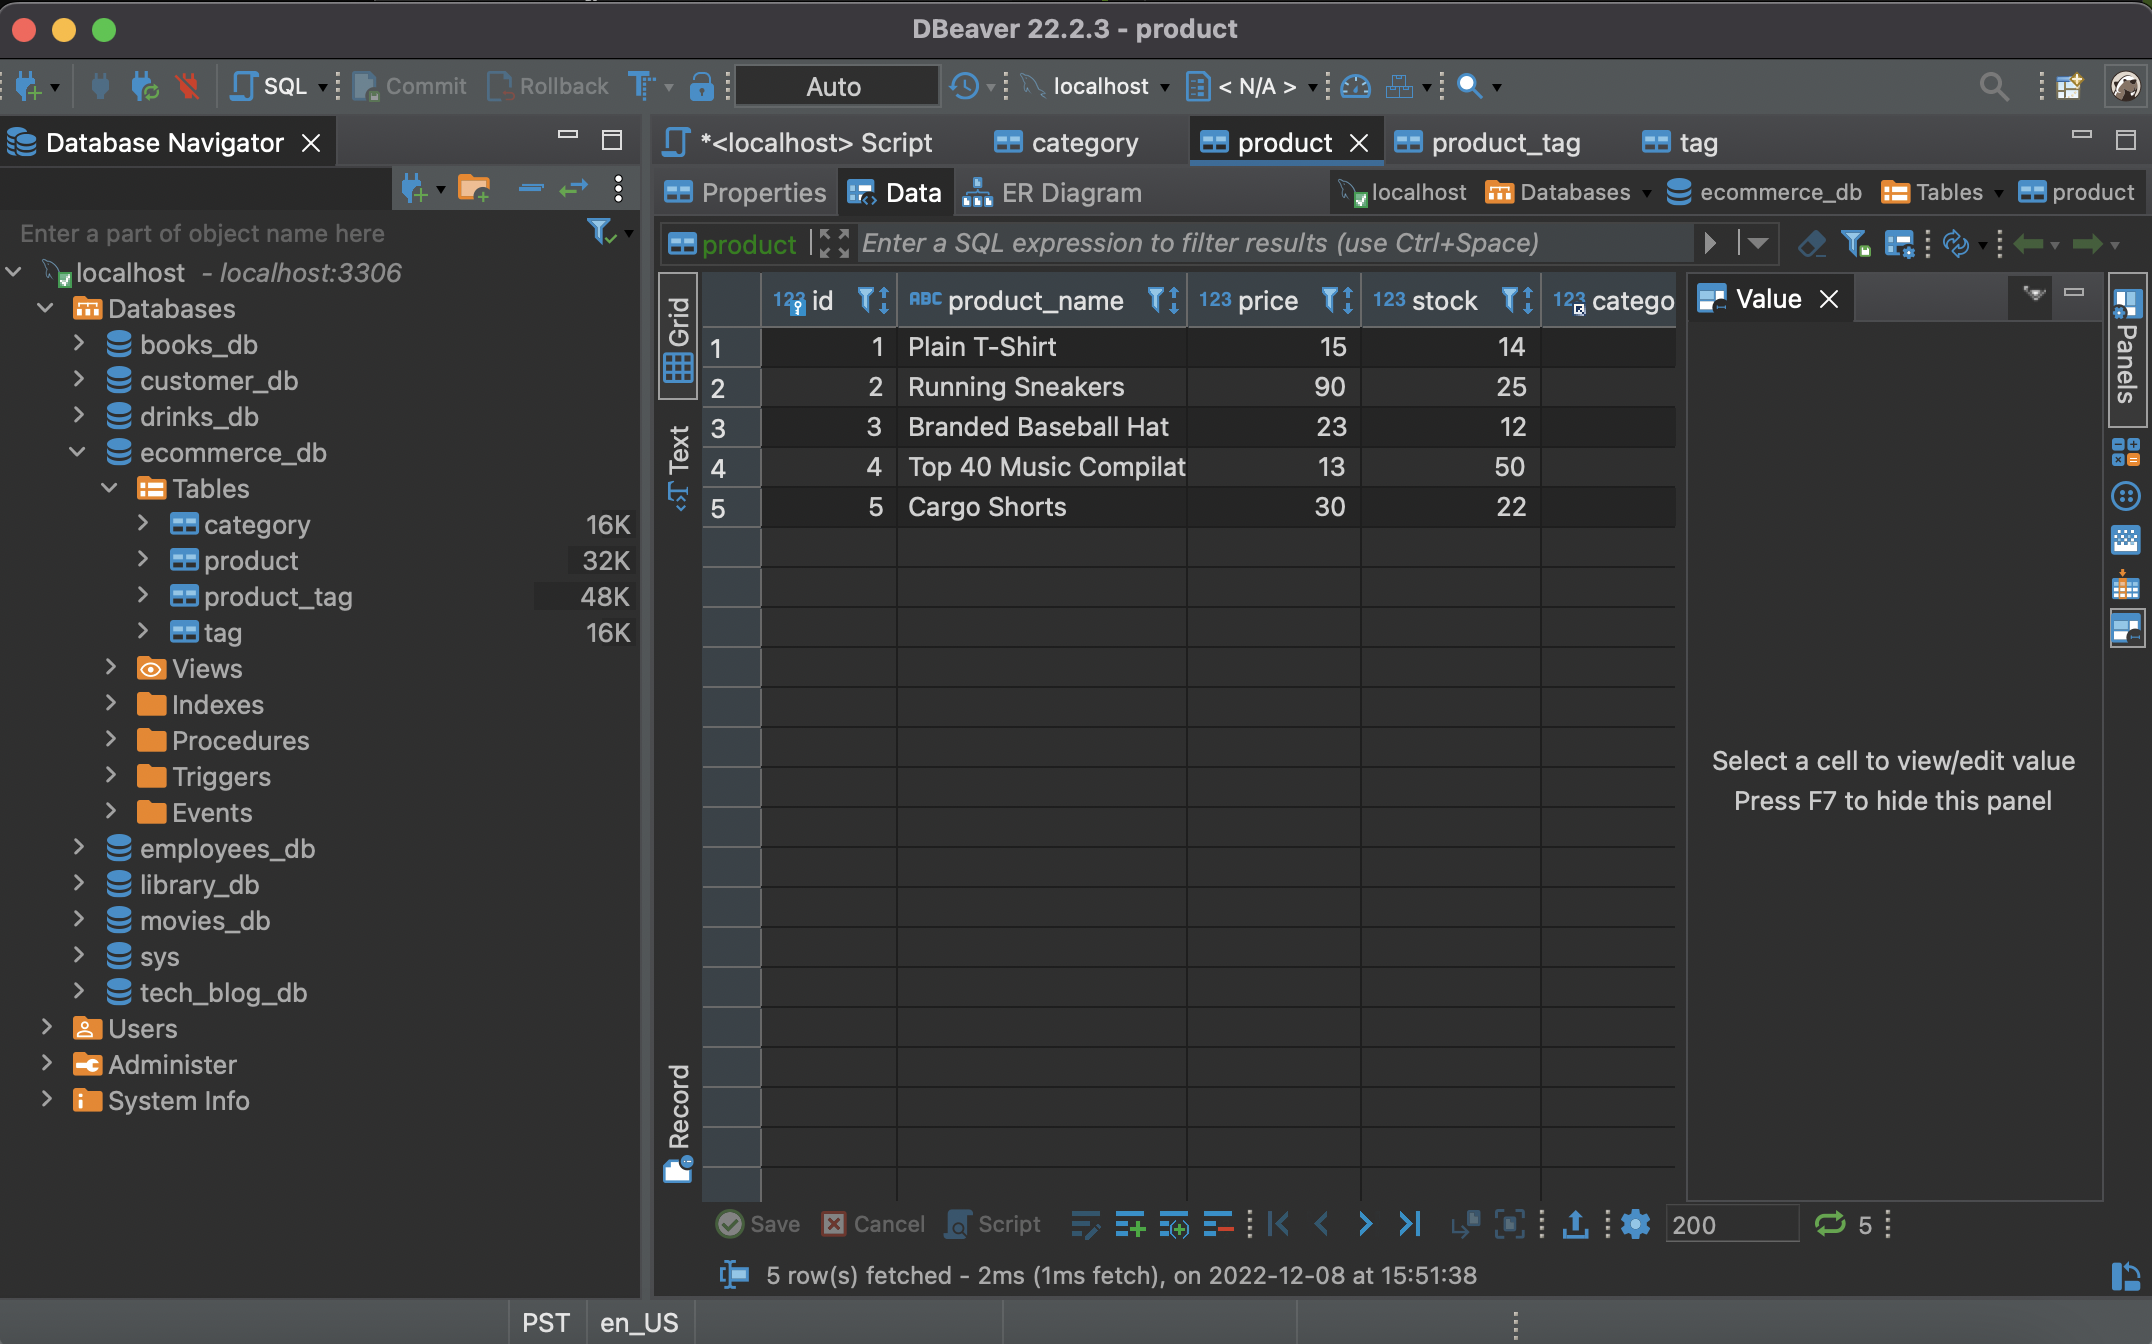 DBeaver 22.2.3 - product
SQL Commit Rollback Auto localhost < N/A >
Database Navigator
*<localhost> Script category product product_tag tag
Properties Data ER Diagram localhost Databases ecommerce_db Tables product
Enter a part of object name here
product Enter a SQL expression to filter results (use Ctrl+Space)
localhost - localhost:3306
Databases
books_db
customer_db
drinks_db
ecommerce_db
Tables
category 16K
product 32K
product_tag 48K
tag 16K
Views
Indexes
Procedures
Triggers
Events
employees_db
library_db
movies_db
sys
tech_blog_db
Users
Administer
System Info
Grid
Text
Record
123 id ABC product_name 123 price 123 stock 123 catego
1 1 Plain T-Shirt 15 14
2 2 Running Sneakers 90 25
3 3 Branded Baseball Hat 23 12
4 4 Top 40 Music Compilat 13 50
5 5 Cargo Shorts 30 22
Value
Select a cell to view/edit value
Press F7 to hide this panel
Panels
Save Cancel Script 200 5
5 row(s) fetched - 2ms (1ms fetch), on 2022-12-08 at 15:51:38
PST en_US